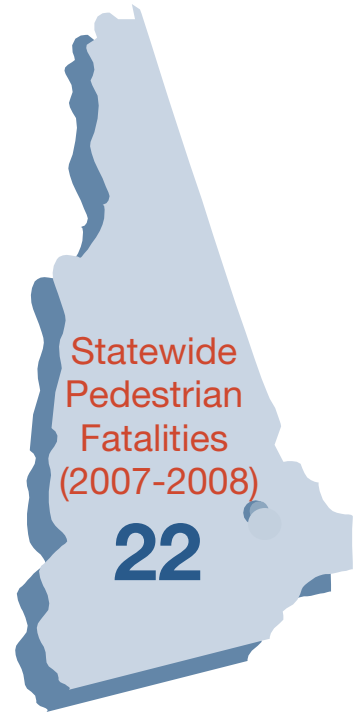 Statewide
Pedestrian
Fatalities
(2007-2008)
22